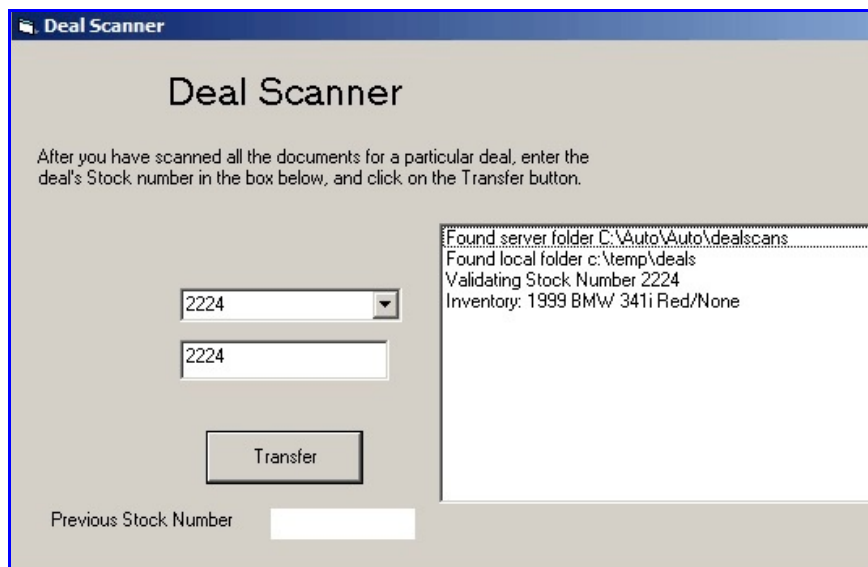 Deal Scanner
Deal Scanner
After you have scanned all the documents for a particular deal, enter the
deal's Stock number in the box below, and click on the Transfer button.
2224
2224
Transfer
Previous Stock Number
Found server folder C:\Auto\Auto\dealscans
Found local folder c:\temp\deals
Validating Stock Number 2224
Inventory: 1999 BMW 341i Red/None